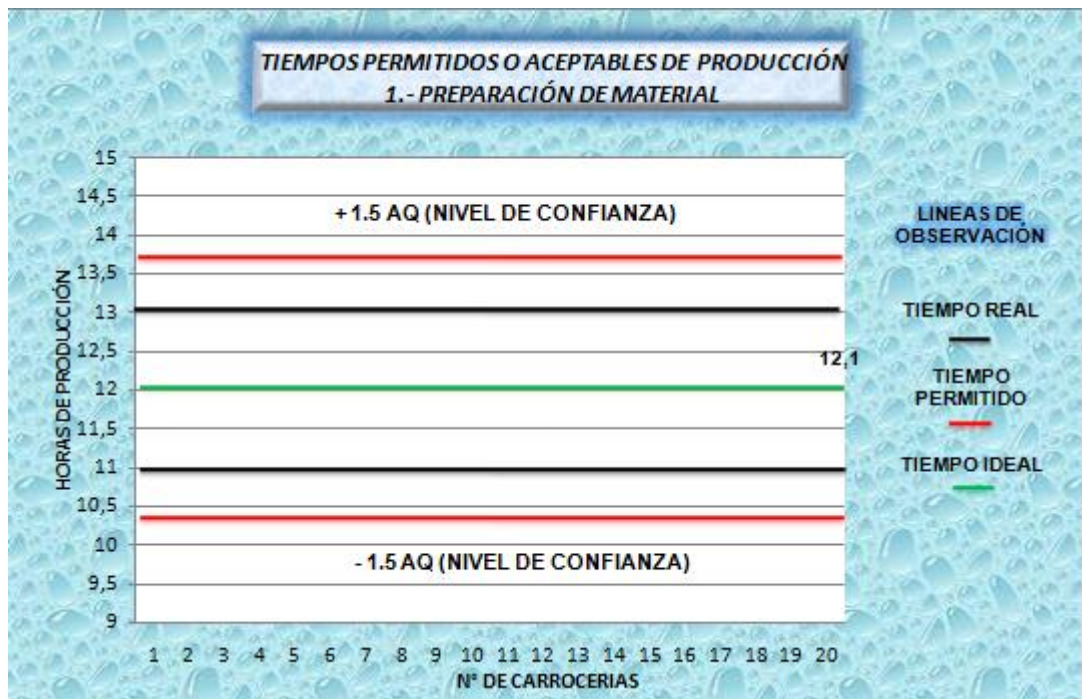 TIEMPOS PERMITIDOS O ACEPTABLES DE PRODUCCIÓN
1.- PREPARACIÓN DE MATERIAL
HORAS DE PRODUCCIÓN
15
14,5
14
13,5
13
12,5
12
11,5
11
10,5
10
9,5
9
+ 1.5 AQ (NIVEL DE CONFIANZA)
12,1
- 1.5 AQ (NIVEL DE CONFIANZA)
1 2 3 4 5 6 7 8 9 10 11 12 13 14 15 16 17 18 19 20
N° DE CARROCERIAS
LINEAS DE
OBSERVACIÓN
TIEMPO REAL
TIEMPO
PERMITIDO
TIEMPO IDEAL